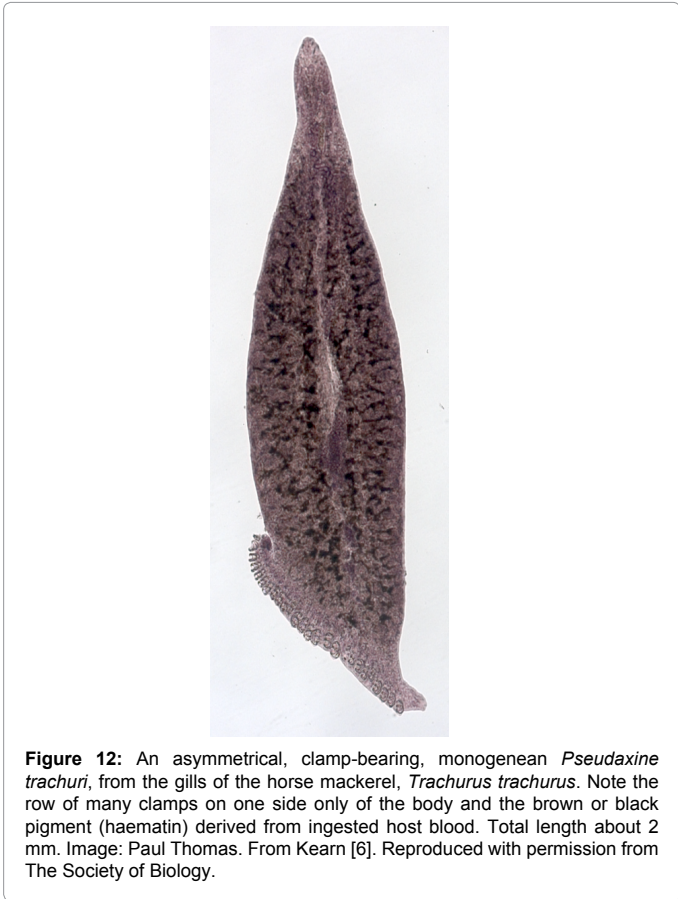 Figure 12: An asymmetrical, clamp-bearing, monogenean Pseudaxine
trachuri, from the gills of the horse mackerel, Trachurus trachurus. Note the
row of many clamps on one side only of the body and the brown or black
pigment (haematin) derived from ingested host blood. Total length about 2
mm. Image: Paul Thomas. From Kearn [6]. Reproduced with permission from
The Society of Biology.